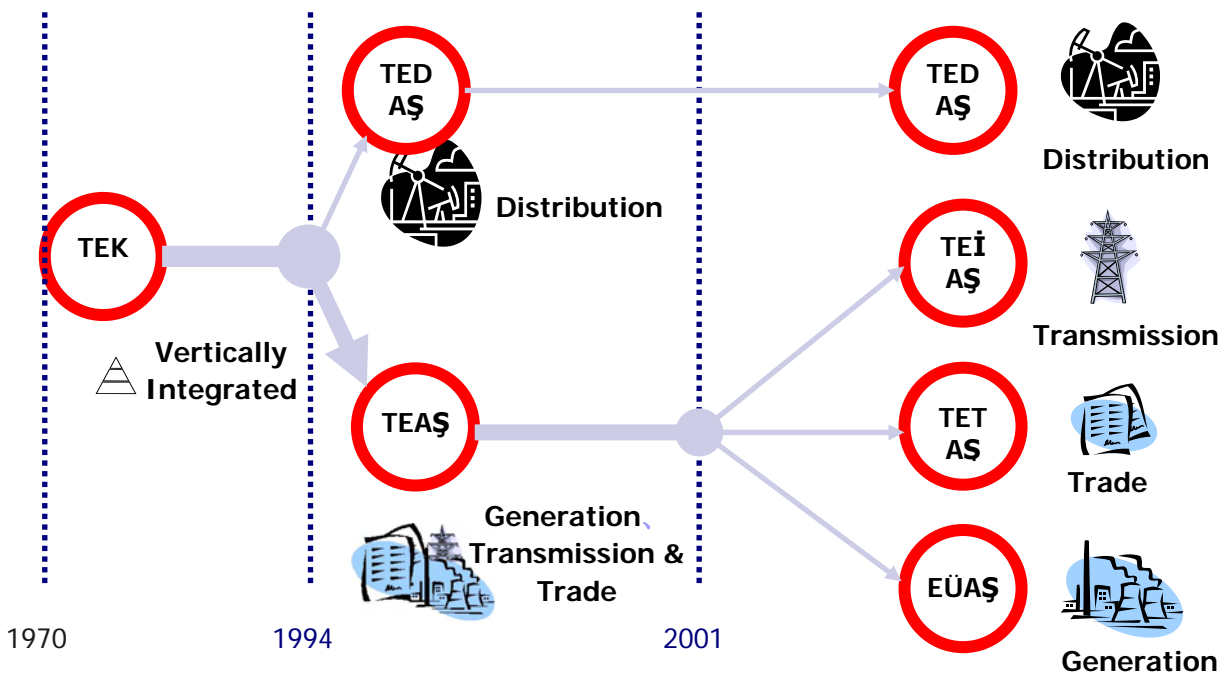 TED
AŞ
Distribution
TED
AŞ
Distribution
TEK
Vertically
Integrated
TEİ
AŞ
Transmission
TEAŞ
Generation、
Transmission &
Trade
TET
AŞ
Trade
EÜAŞ
Generation
1970
1994
2001